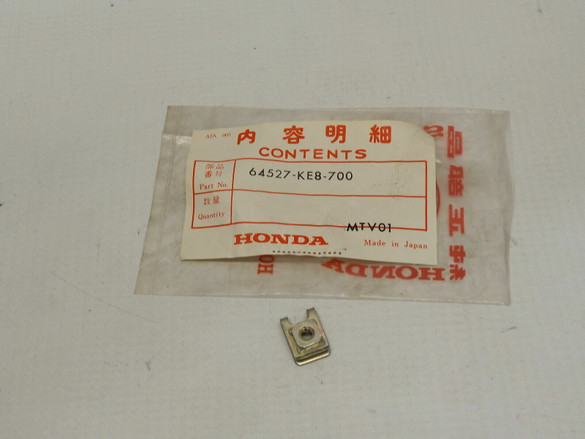 内容明細
CONTENTS
部品番号 64527-KE8-700
Part No.
数量
Quantity
MTV01
HONDA
Made in Japan
HONDA